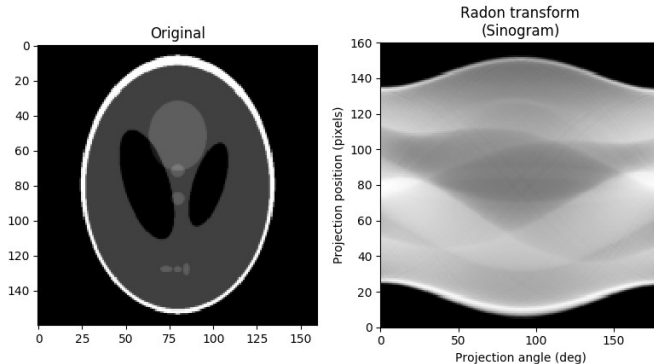 Original
0
20
40
60
80
100
120
140
0 25 50 75 100 125 150
Radon transform
(Sinogram)
Projection position (pixels)
160
140
120
100
80
60
40
20
0
0 50 100 150
Projection angle (deg)